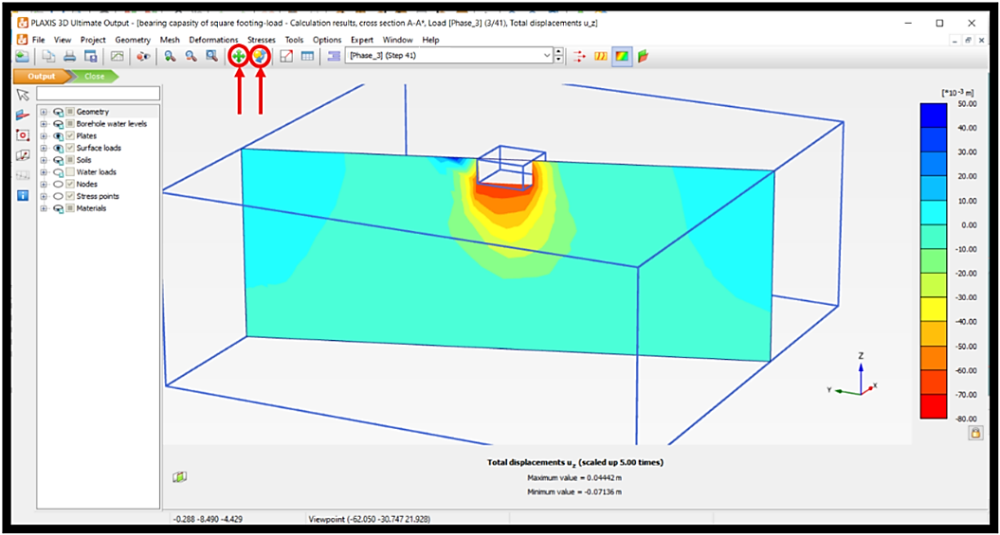 PLAXIS 3D Ultimate Output - [bearing capasity of square footing-load - Calculation results, cross section A-A*, Load [Phase_3] (3/41), Total displacements u_z]
File View Project Geometry Mesh Deformations Stresses Tools Options Expert Window Help
[Phase_3] (Step 41)
Output Close
Geometry
Borehole water levels
Plates
Surface loads
Soils
Water loads
Nodes
Stress points
Materials
[*10-3 m]
50.00
40.00
30.00
20.00
10.00
0.00
-10.00
-20.00
-30.00
-40.00
-50.00
-60.00
-70.00
-80.00
Z
Y X
Total displacements uz (scaled up 5.00 times)
Maximum value = 0.04442 m
Minimum value = -0.07136 m
-0.288 -8.490 -4.429 Viewpoint (-62.050 -30.747 21.928)